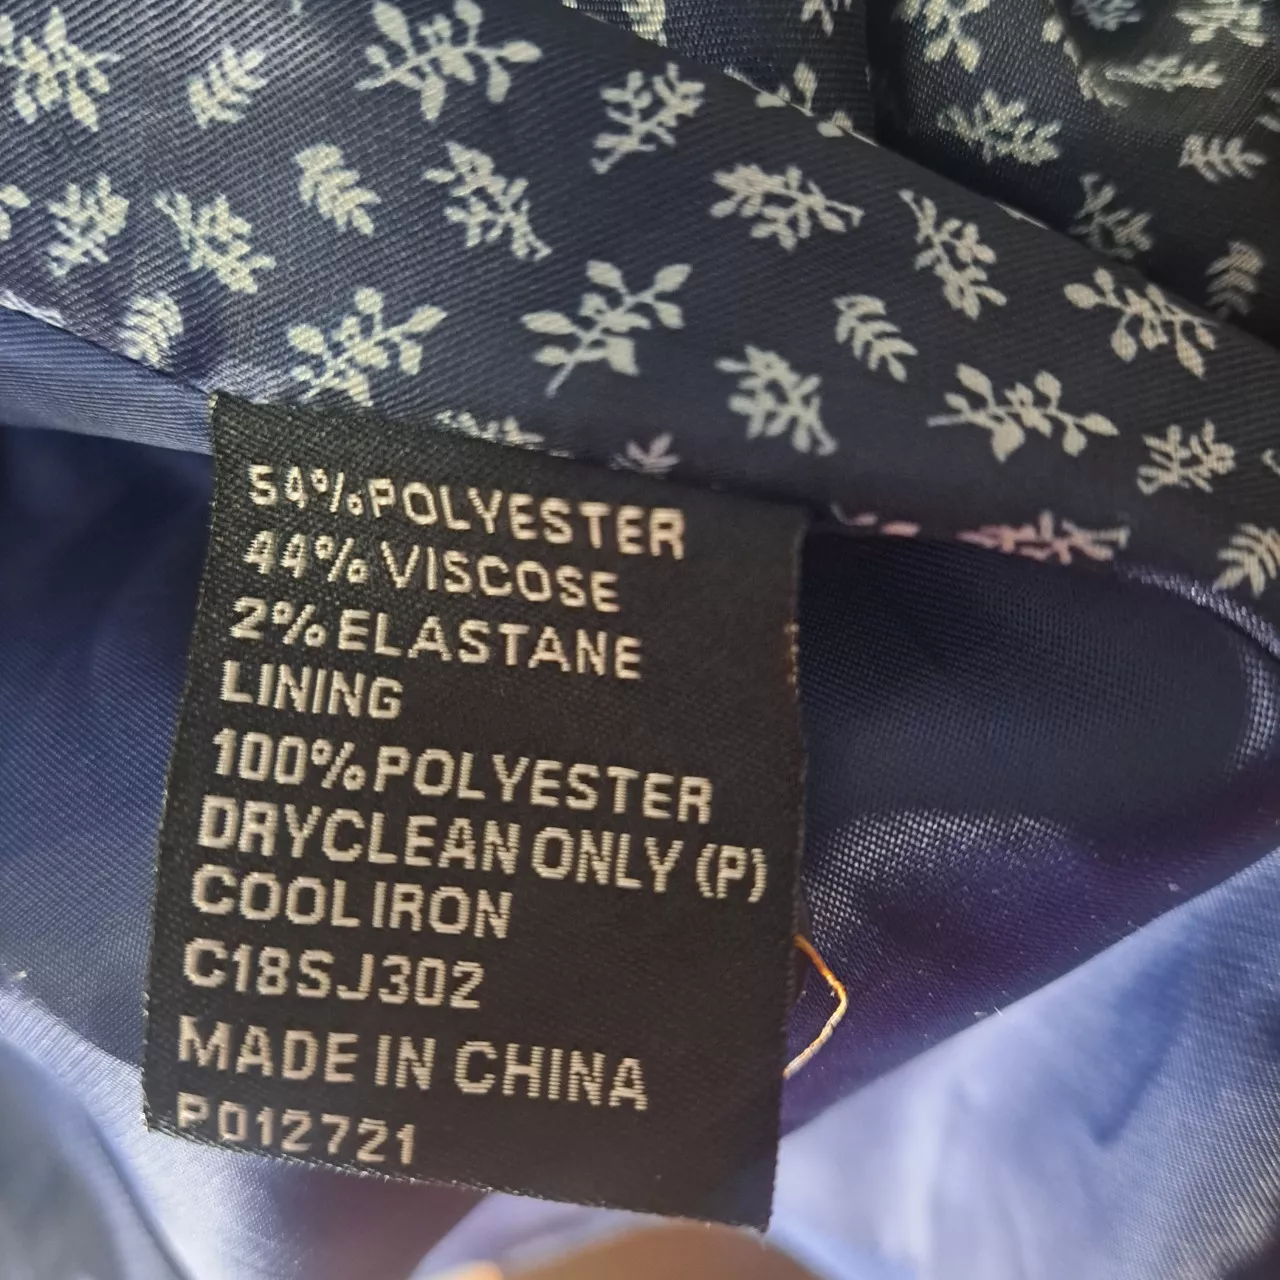 54% POLYESTER
44% VISCOSE
2% ELASTANE
LINING
100% POLYESTER
DRYCLEAN ONLY (P)
COOL IRON
C18SJ302
MADE IN CHINA
P012721